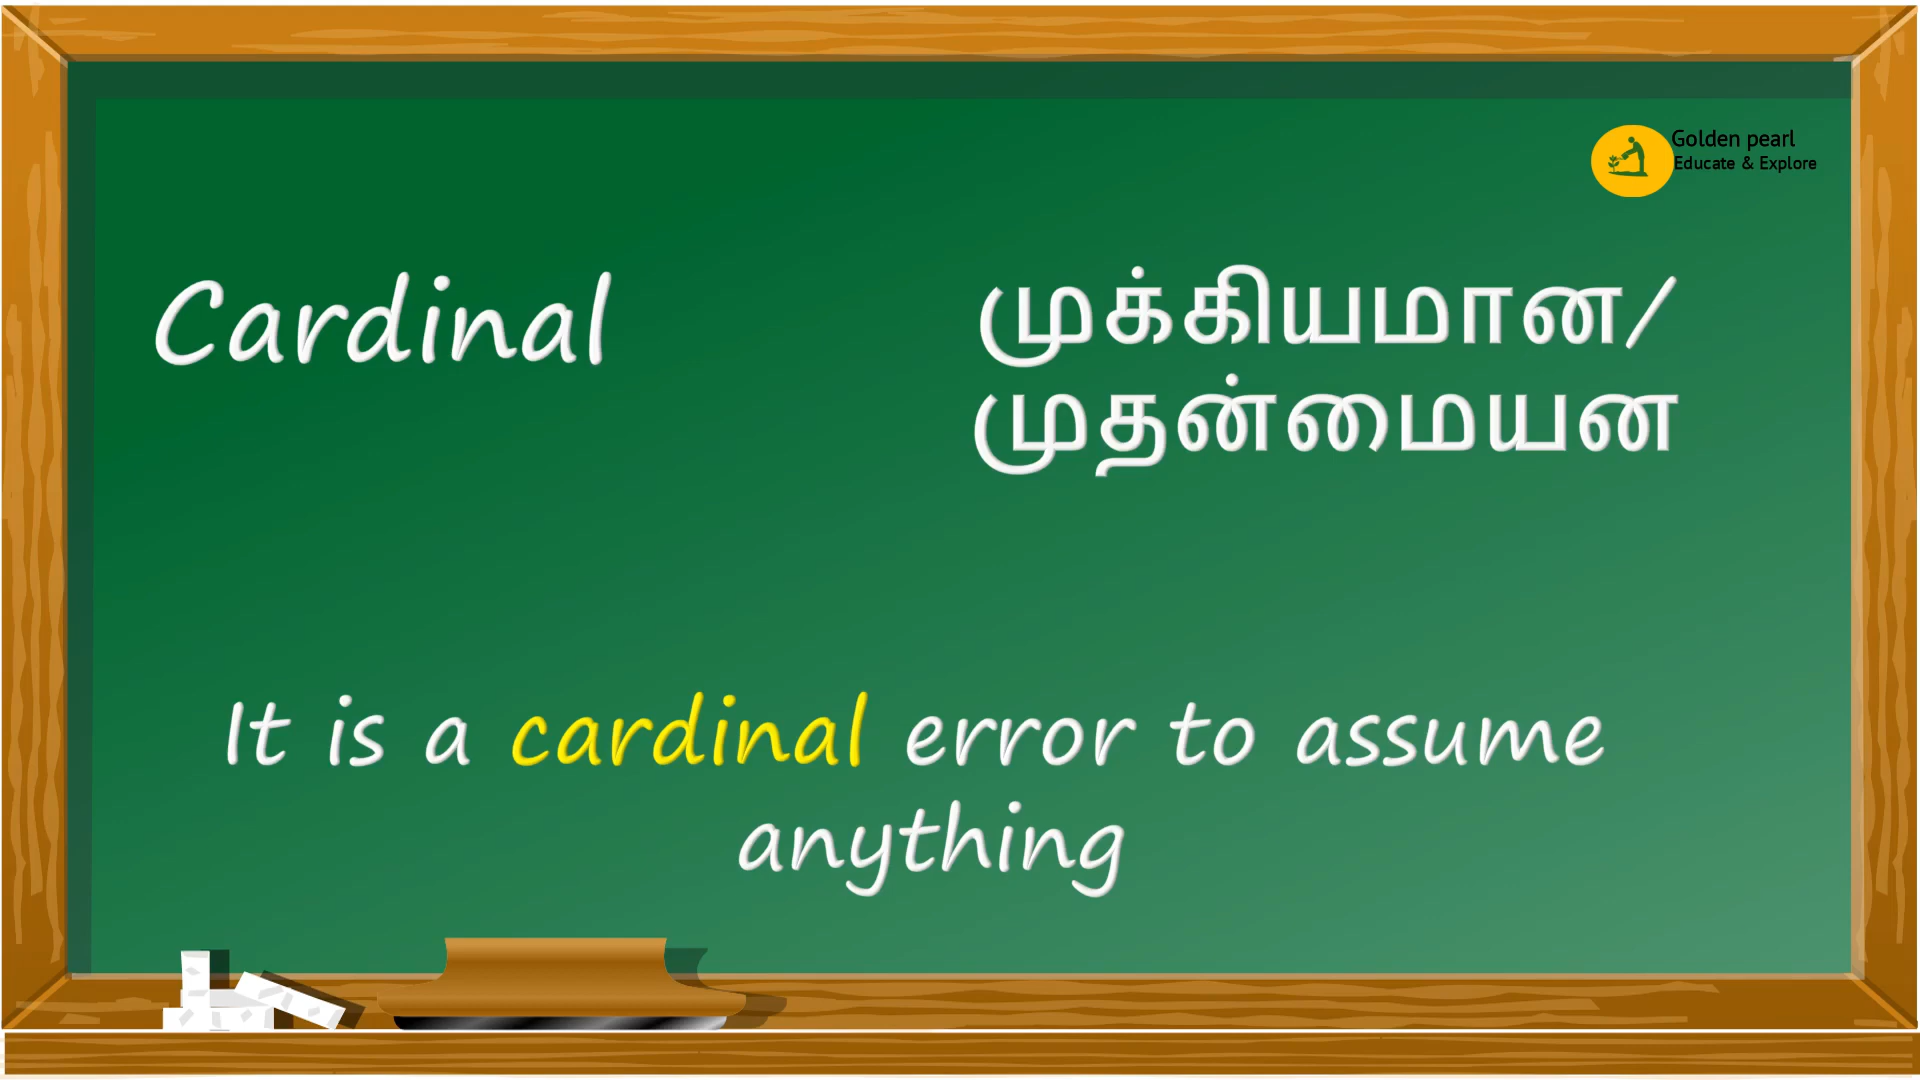 Golden pearl
Educate & Explore
Cardinal
முக்கியமான/
முதன்மையன
It is a cardinal error to assume
anything